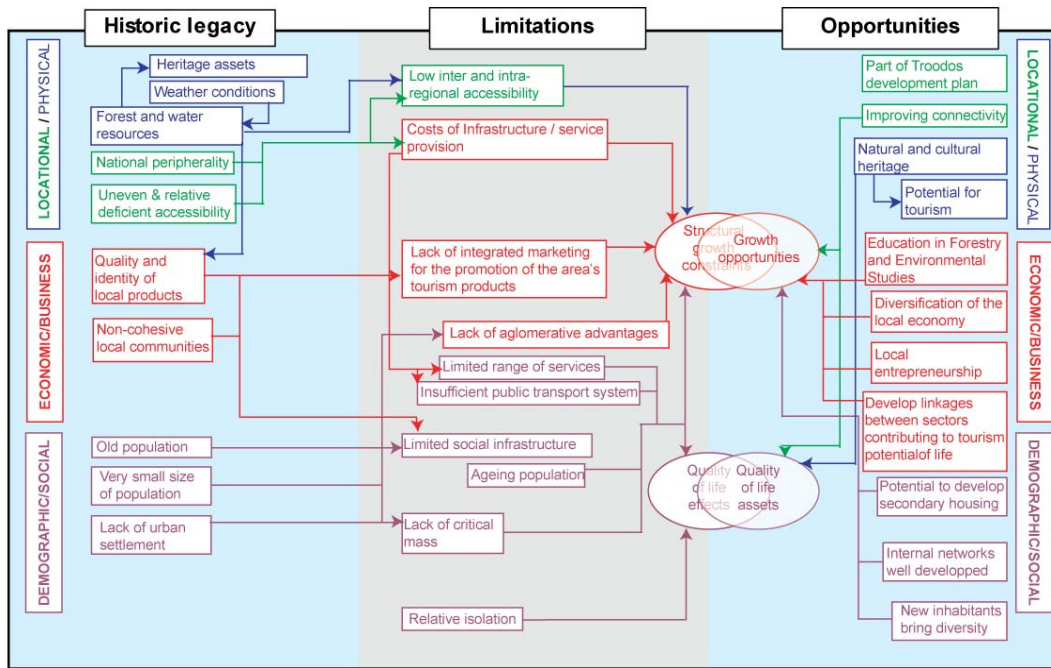 Historic legacy
Limitations
Opportunities
LOCATIONAL / PHYSICAL
Heritage assets
Weather conditions
Forest and water
resources
National peripherality
Uneven & relative
deficient accessibility
ECONOMIC/BUSINESS
Quality and
identity of
local products
Non-cohesive
local communities
DEMOGRAPHIC/SOCIAL
Old population
Very small size
of population
Lack of urban
settlement
Low inter and intra-
regional accessibility
Costs of Infrastructure / service
provision
Lack of integrated marketing
for the promotion of the area's
tourism products
Lack of aglomerative advantages
Limited range of services
Insufficient public transport system
Limited social infrastructure
Ageing population
Lack of critical
mass
Relative isolation
Structural
growth
constraints
Growth
opportunities
Quality
of life
effects
Quality
of life
assets
Part of Troodos
development plan
Improving connectivity
Natural and cultural
heritage
Potential for
tourism
Education in Forestry
and Environmental
Studies
Diversification of the
local economy
Local
entrepreneurship
Develop linkages
between sectors
contributing to tourism
potentialof life
Potential to develop
secondary housing
Internal networks
well developped
New inhabitants
bring diversity
LOCATIONAL / PHYSICAL
ECONOMIC/BUSINESS
DEMOGRAPHIC/SOCIAL